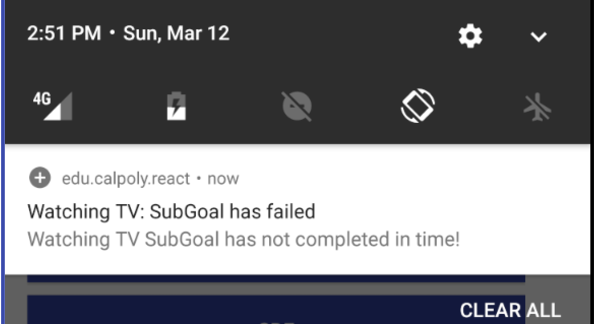 2:51 PM • Sun, Mar 12
4G
edu.calpoly.react • now
Watching TV: SubGoal has failed
Watching TV SubGoal has not completed in time!
CLEAR ALL